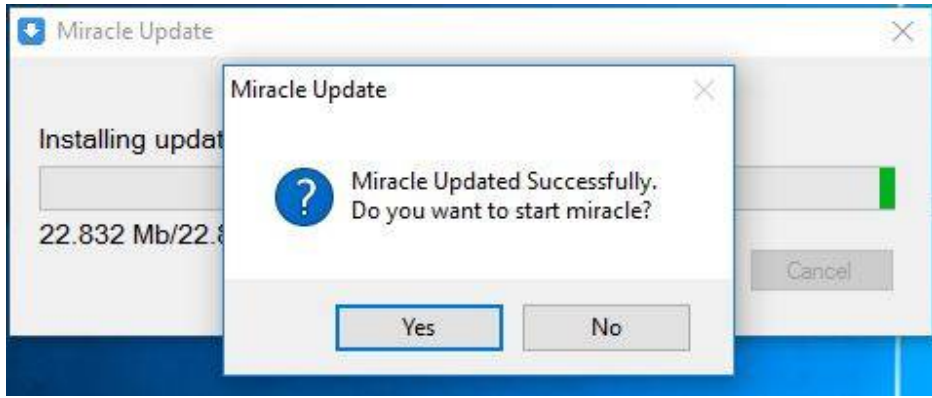 Miracle Update
Miracle Update
Installing updat
Miracle Updated Successfully.
Do you want to start miracle?
22.832 Mb/22.8
Cancel
Yes
No